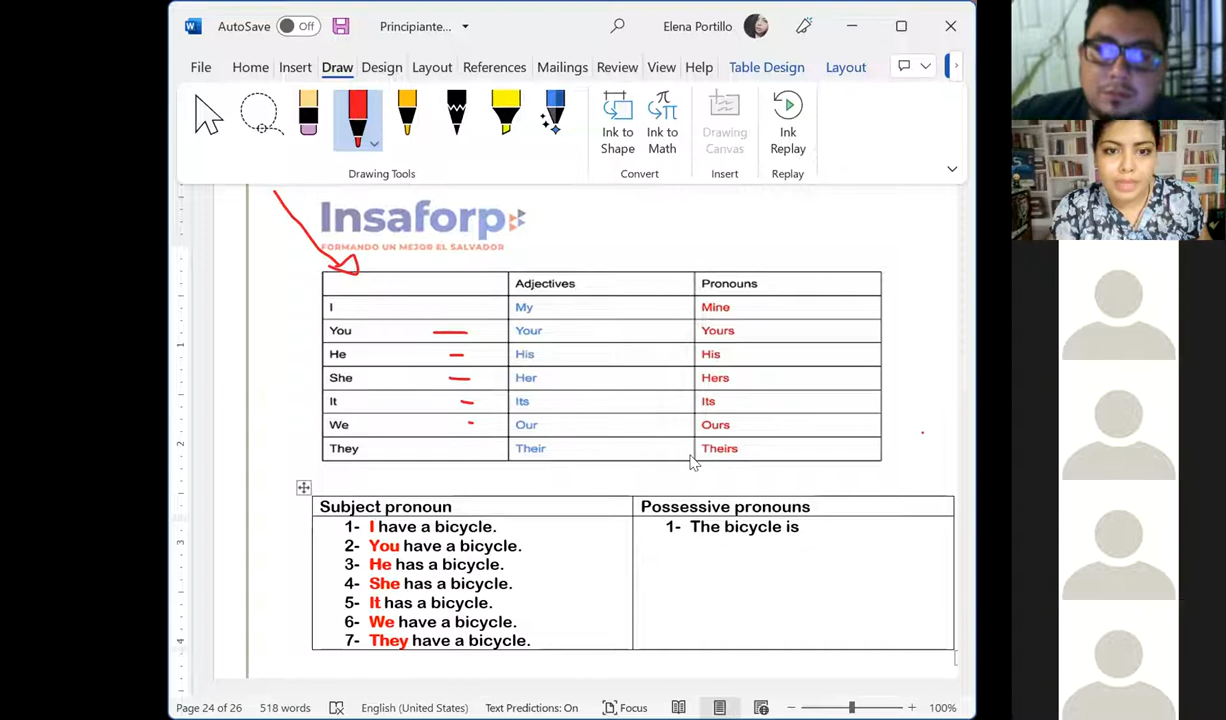 AutoSave Off Principiante... Elena Portillo
File Home Insert Draw Design Layout References Mailings Review View Help Table Design Layout
Ink to Shape
Ink to Math
Drawing Canvas
Ink Replay
Drawing Tools Convert Insert Replay
Insaforp
FORMANDO UN MEJOR EL SALVADOR
Adjectives Pronouns
I My Mine
You Your Yours
He His His
She Her Hers
It Its Its
We Our Ours
They Their Theirs
Subject pronoun Possessive pronouns
1- I have a bicycle. 1- The bicycle is
2- You have a bicycle.
3- He has a bicycle.
4- She has a bicycle.
5- It has a bicycle.
6- We have a bicycle.
7- They have a bicycle.
1
2
3
4
Page 24 of 26 518 words English (United States) Text Predictions: On Focus 100%